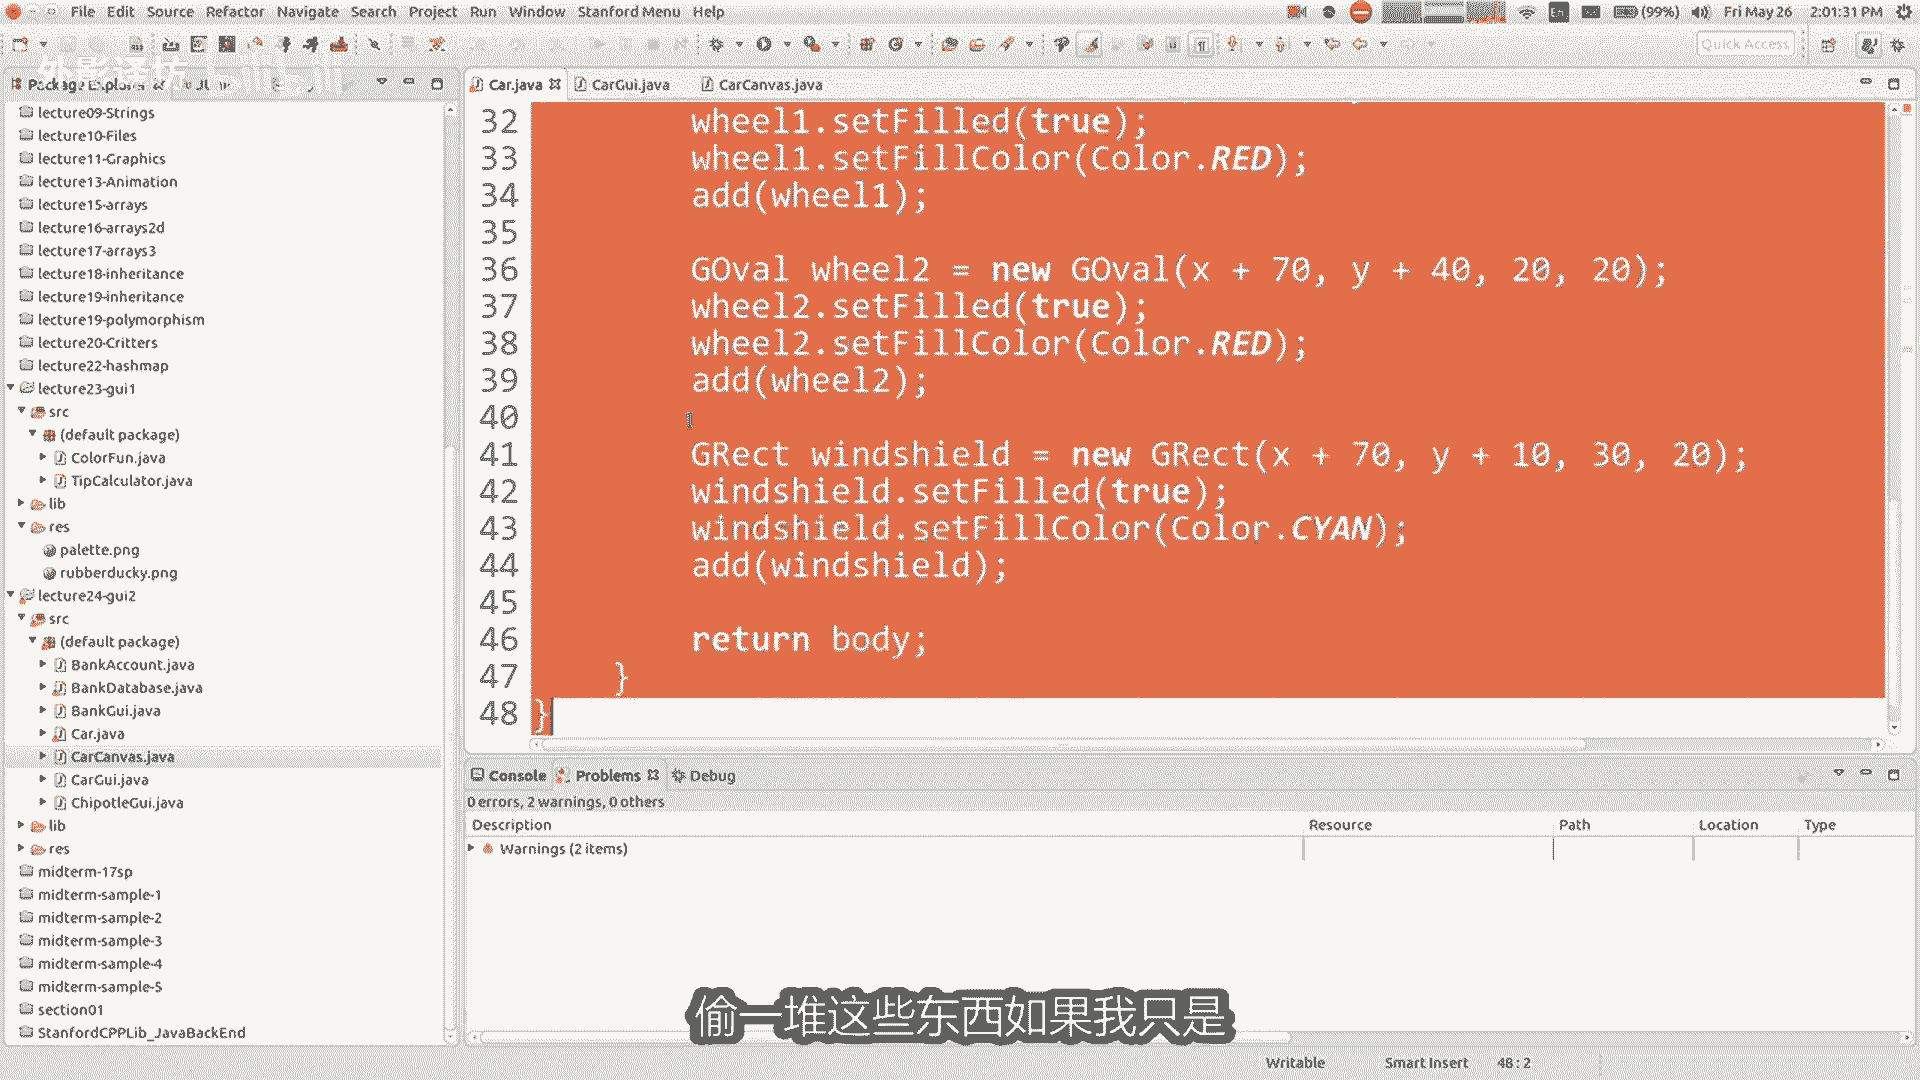 File Edit Source Refactor Navigate Search Project Run Window Stanford Menu Help
En (99%) Fri May 26 2:01:31 PM
Quick Access
Package Explorer
Car.java CarGui.java CarCanvas.java
lecture09-Strings
lecture10-Files
lecture11-Graphics
lecture13-Animation
lecture15-arrays
lecture16-arrays2d
lecture17-arrays3
lecture18-inheritance
lecture19-inheritance
lecture19-polymorphism
lecture20-Critters
lecture22-hashmap
lecture23-gui1
src
(default package)
ColorFun.java
TipCalculator.java
lib
res
palette.png
rubberducky.png
lecture24-gui2
src
(default package)
BankAccount.java
BankDatabase.java
BankGui.java
Car.java
CarCanvas.java
CarGui.java
ChipotleGui.java
lib
res
midterm-17sp
midterm-sample-1
midterm-sample-2
midterm-sample-3
midterm-sample-4
midterm-sample-5
section01
StanfordCPPLib_JavaBackEnd
32 wheel1.setFilled(true);
33 wheel1.setFillColor(Color.RED);
34 add(wheel1);
35
36 GOval wheel2 = new GOval(x + 70, y + 40, 20, 20);
37 wheel2.setFilled(true);
38 wheel2.setFillColor(Color.RED);
39 add(wheel2);
40
41 GRect windshield = new GRect(x + 70, y + 10, 30, 20);
42 windshield.setFilled(true);
43 windshield.setFillColor(Color.CYAN);
44 add(windshield);
45
46 return body;
47 }
48 }
Console Problems Debug
0 errors, 2 warnings, 0 others
Description Resource Path Location Type
Warnings (2 items)
偷一堆这些东西如果我只是
Writable Smart Insert 48 : 2